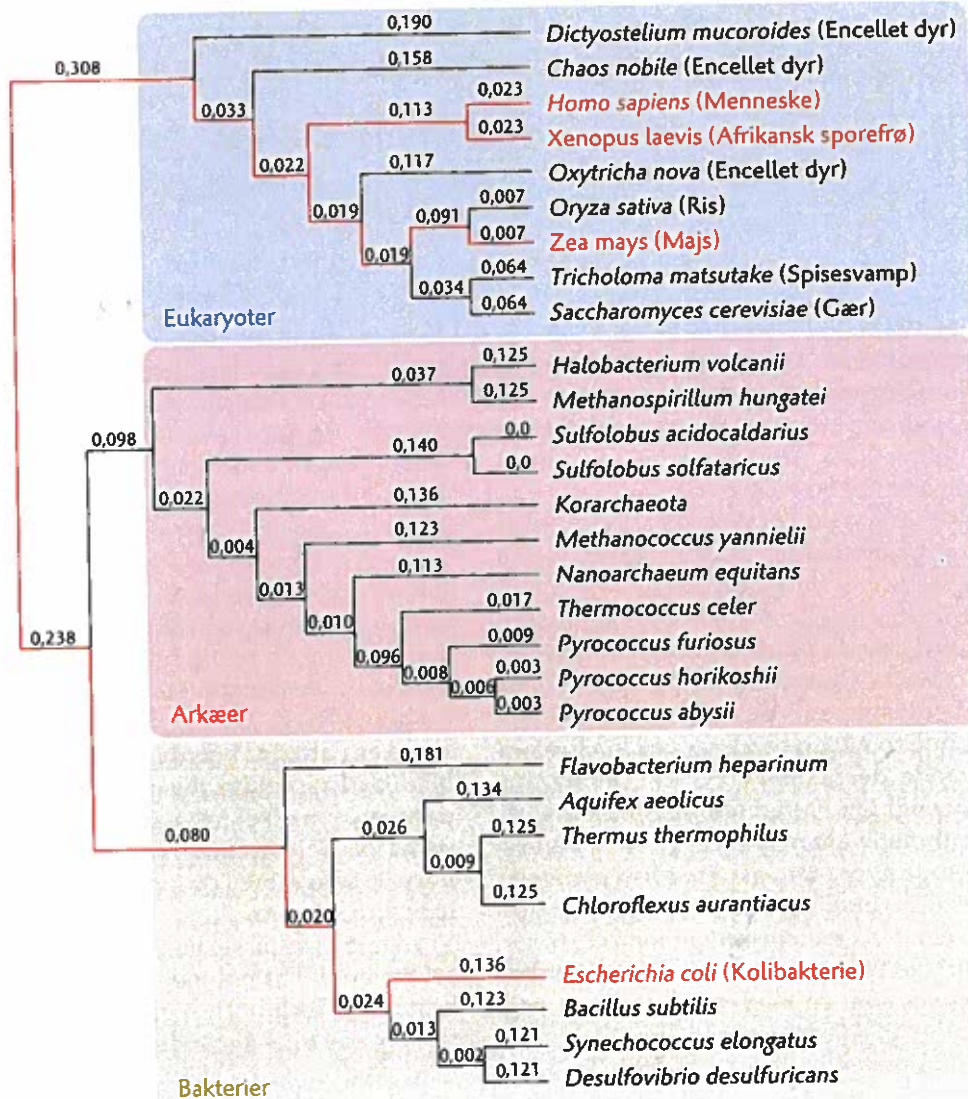 0,190
Dictyostelium mucoroides (Encellet dyr)
0,308
0,158
Chaos nobile (Encellet dyr)
0,033
0,023
Homo sapiens (Menneske)
0,113
0,023
Xenopus laevis (Afrikansk sporefrø)
0,022
0,117
Oxytricha nova (Encellet dyr)
0,019
0,007
Oryza sativa (Ris)
0,091
0,007
Zea mays (Majs)
0,019
0,064
Tricholoma matsutake (Spisesvamp)
0,034
0,064
Saccharomyces cerevisiae (Gær)
Eukaryoter
0,125
Halobacterium volcanii
0,037
0,125
Methanospirillum hungatei
0,098
0,0
Sulfolobus acidocaldarius
0,140
0,0
Sulfolobus solfataricus
0,022
0,136
Korarchaeota
0,004
0,123
Methanococcus yannielii
0,013
0,113
Nanoarchaeum equitans
0,010
0,017
Thermococcus celer
0,238
0,096
0,009
Pyrococcus furiosus
0,008
0,003
Pyrococcus horikoshii
0,006
0,003
Pyrococcus abysii
Arkæer
0,181
Flavobacterium heparinum
0,134
Aquifex aeolicus
0,080
0,026
0,125
Thermus thermophilus
0,009
0,125
Chloroflexus aurantiacus
0,020
0,136
Escherichia coli (Kolibakterie)
0,024
0,123
Bacillus subtilis
0,013
0,121
Synechococcus elongatus
0,002
0,121
Desulfovibrio desulfuricans
Bakterier